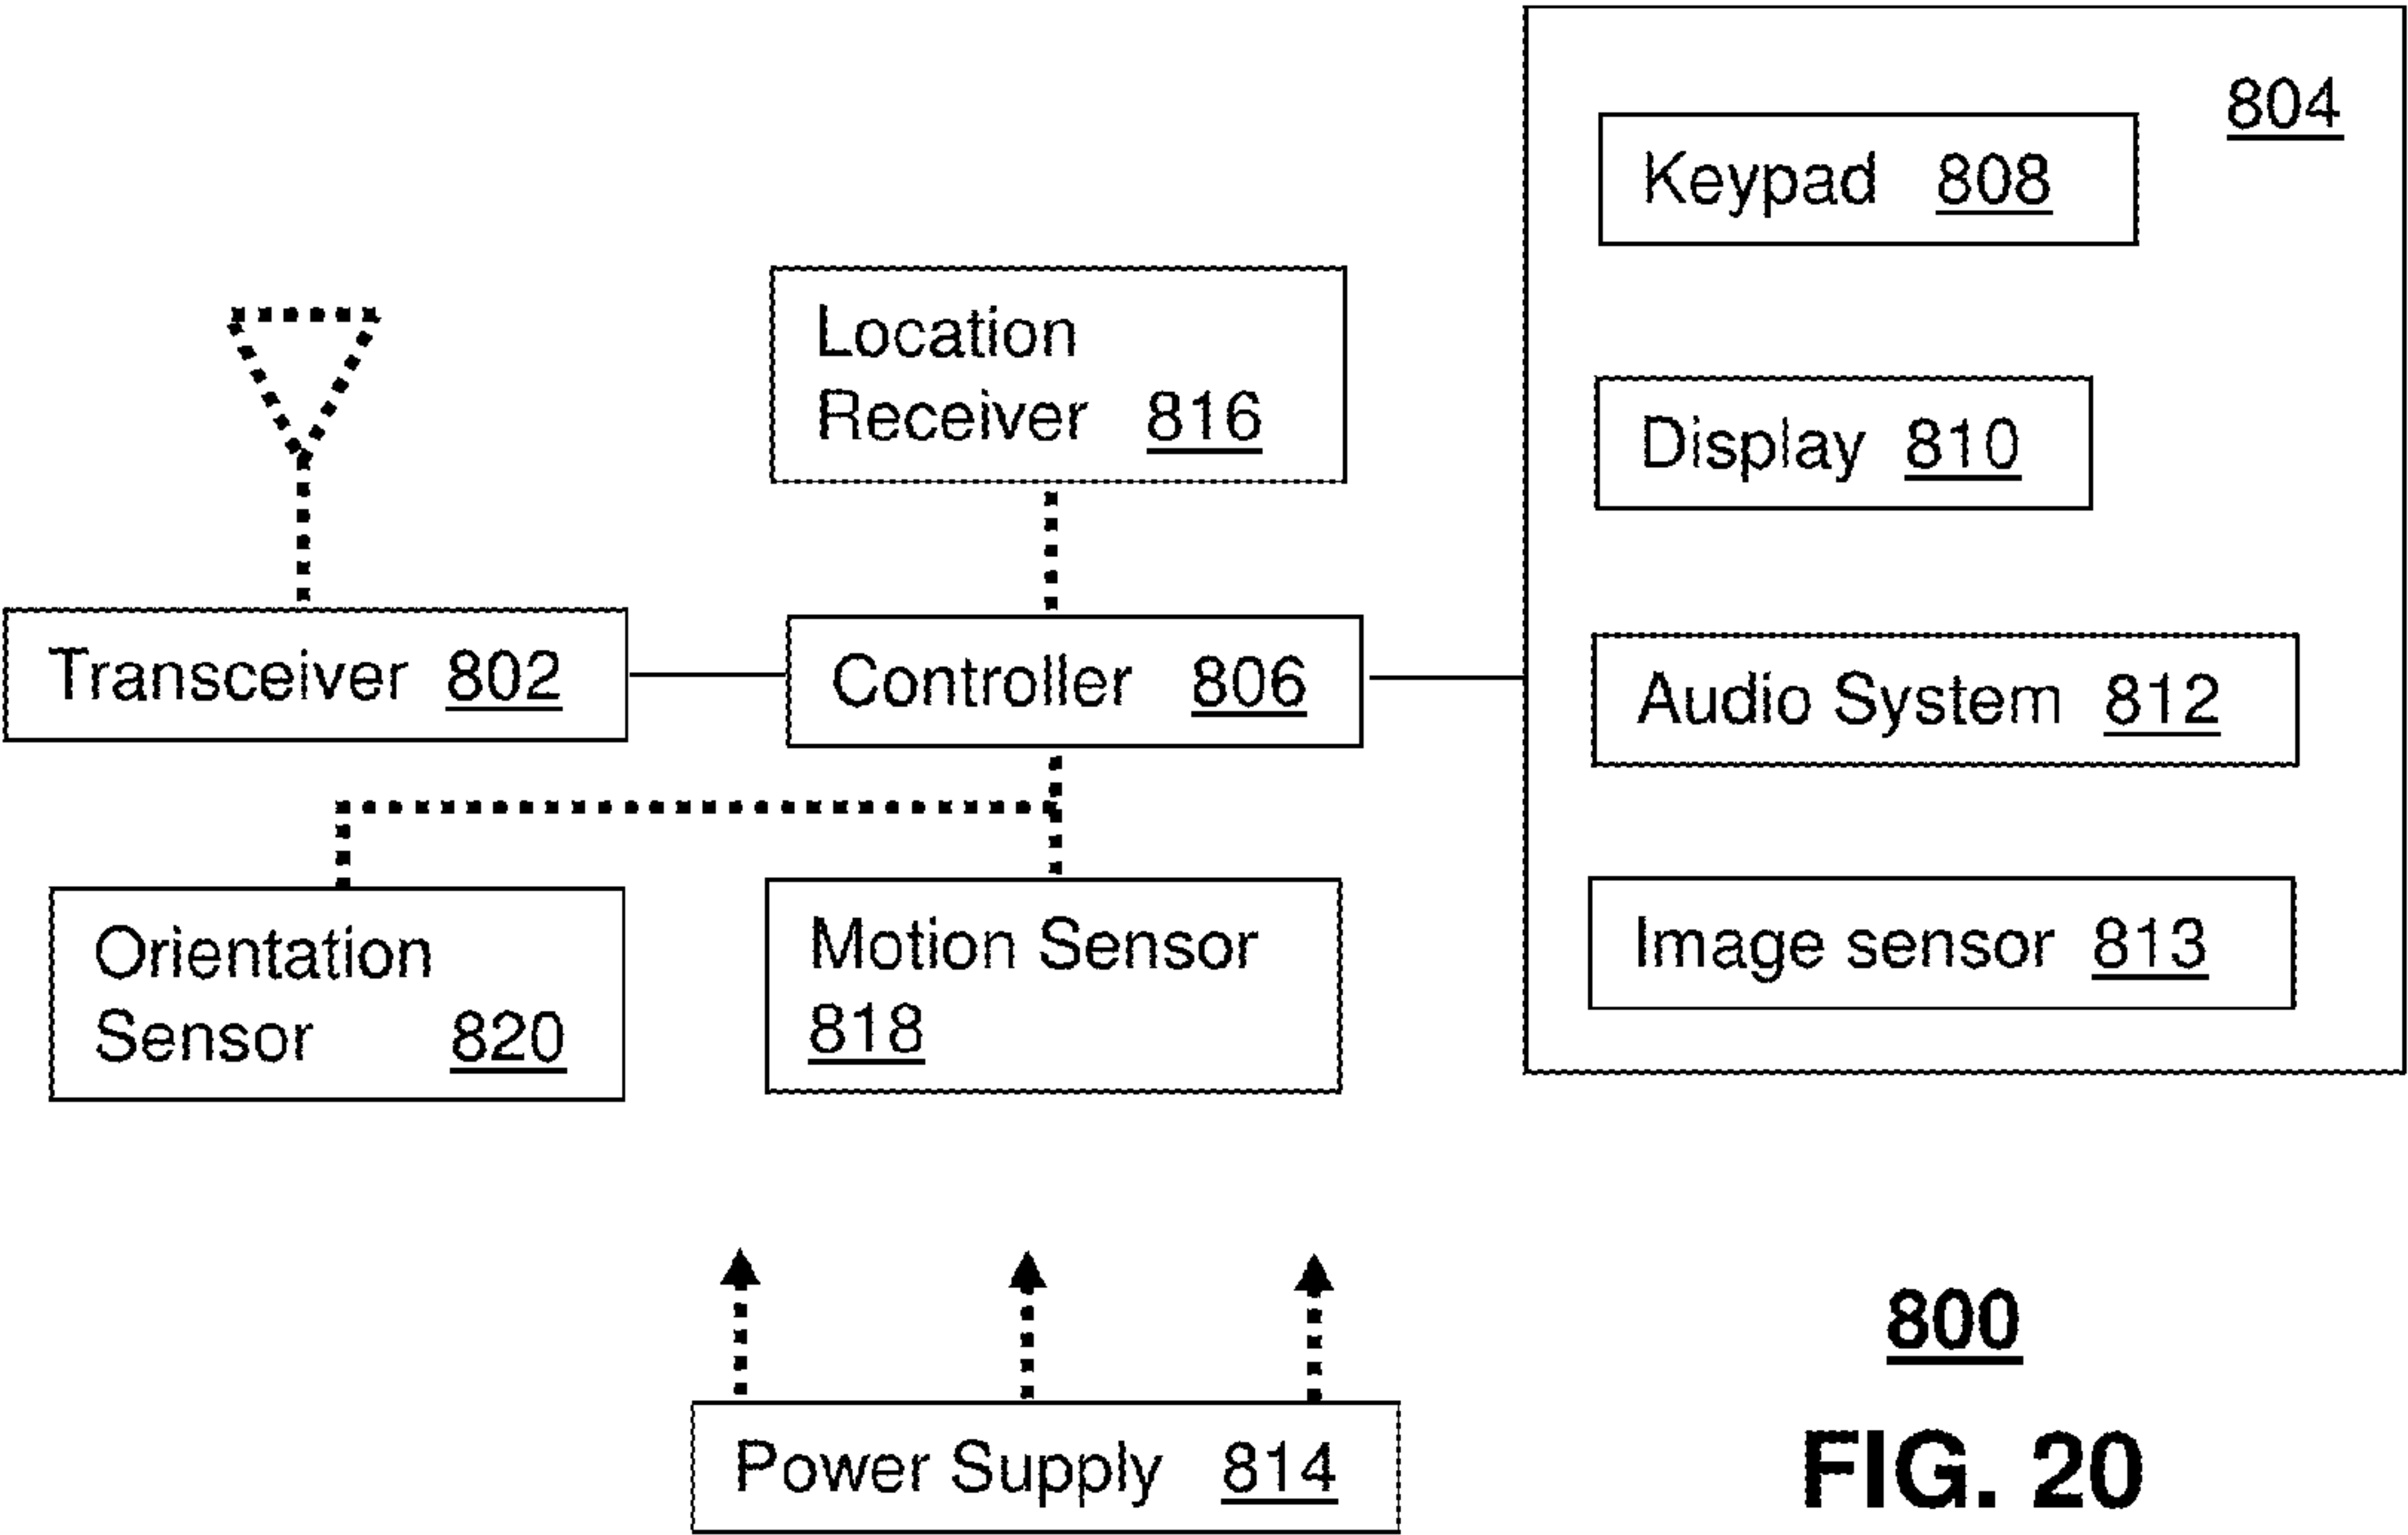 804
Keypad 808
Location
Receiver 816
Display 810
Transceiver 802
Controller 806
Audio System 812
Orientation
Sensor 820
Motion Sensor
818
Image sensor 813
Power Supply 814
800
FIG. 20